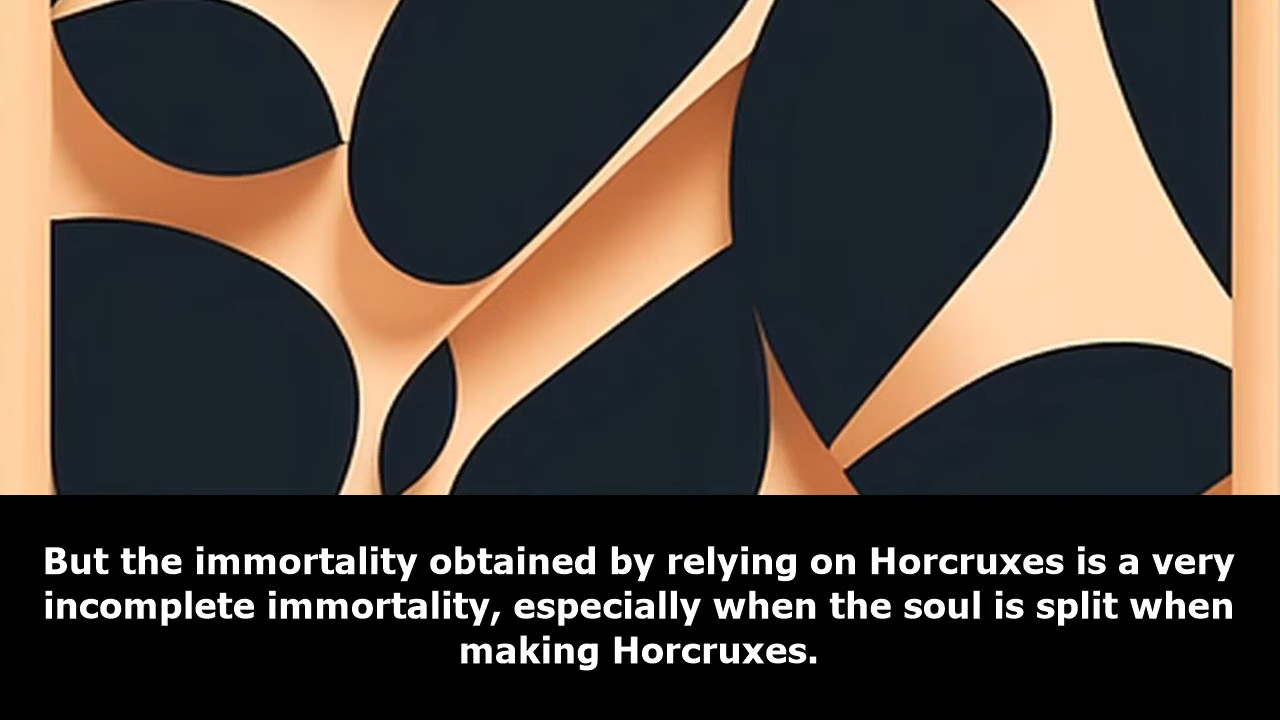 But the immortality obtained by relying on Horcruxes is a very
incomplete immortality, especially when the soul is split when
making Horcruxes.